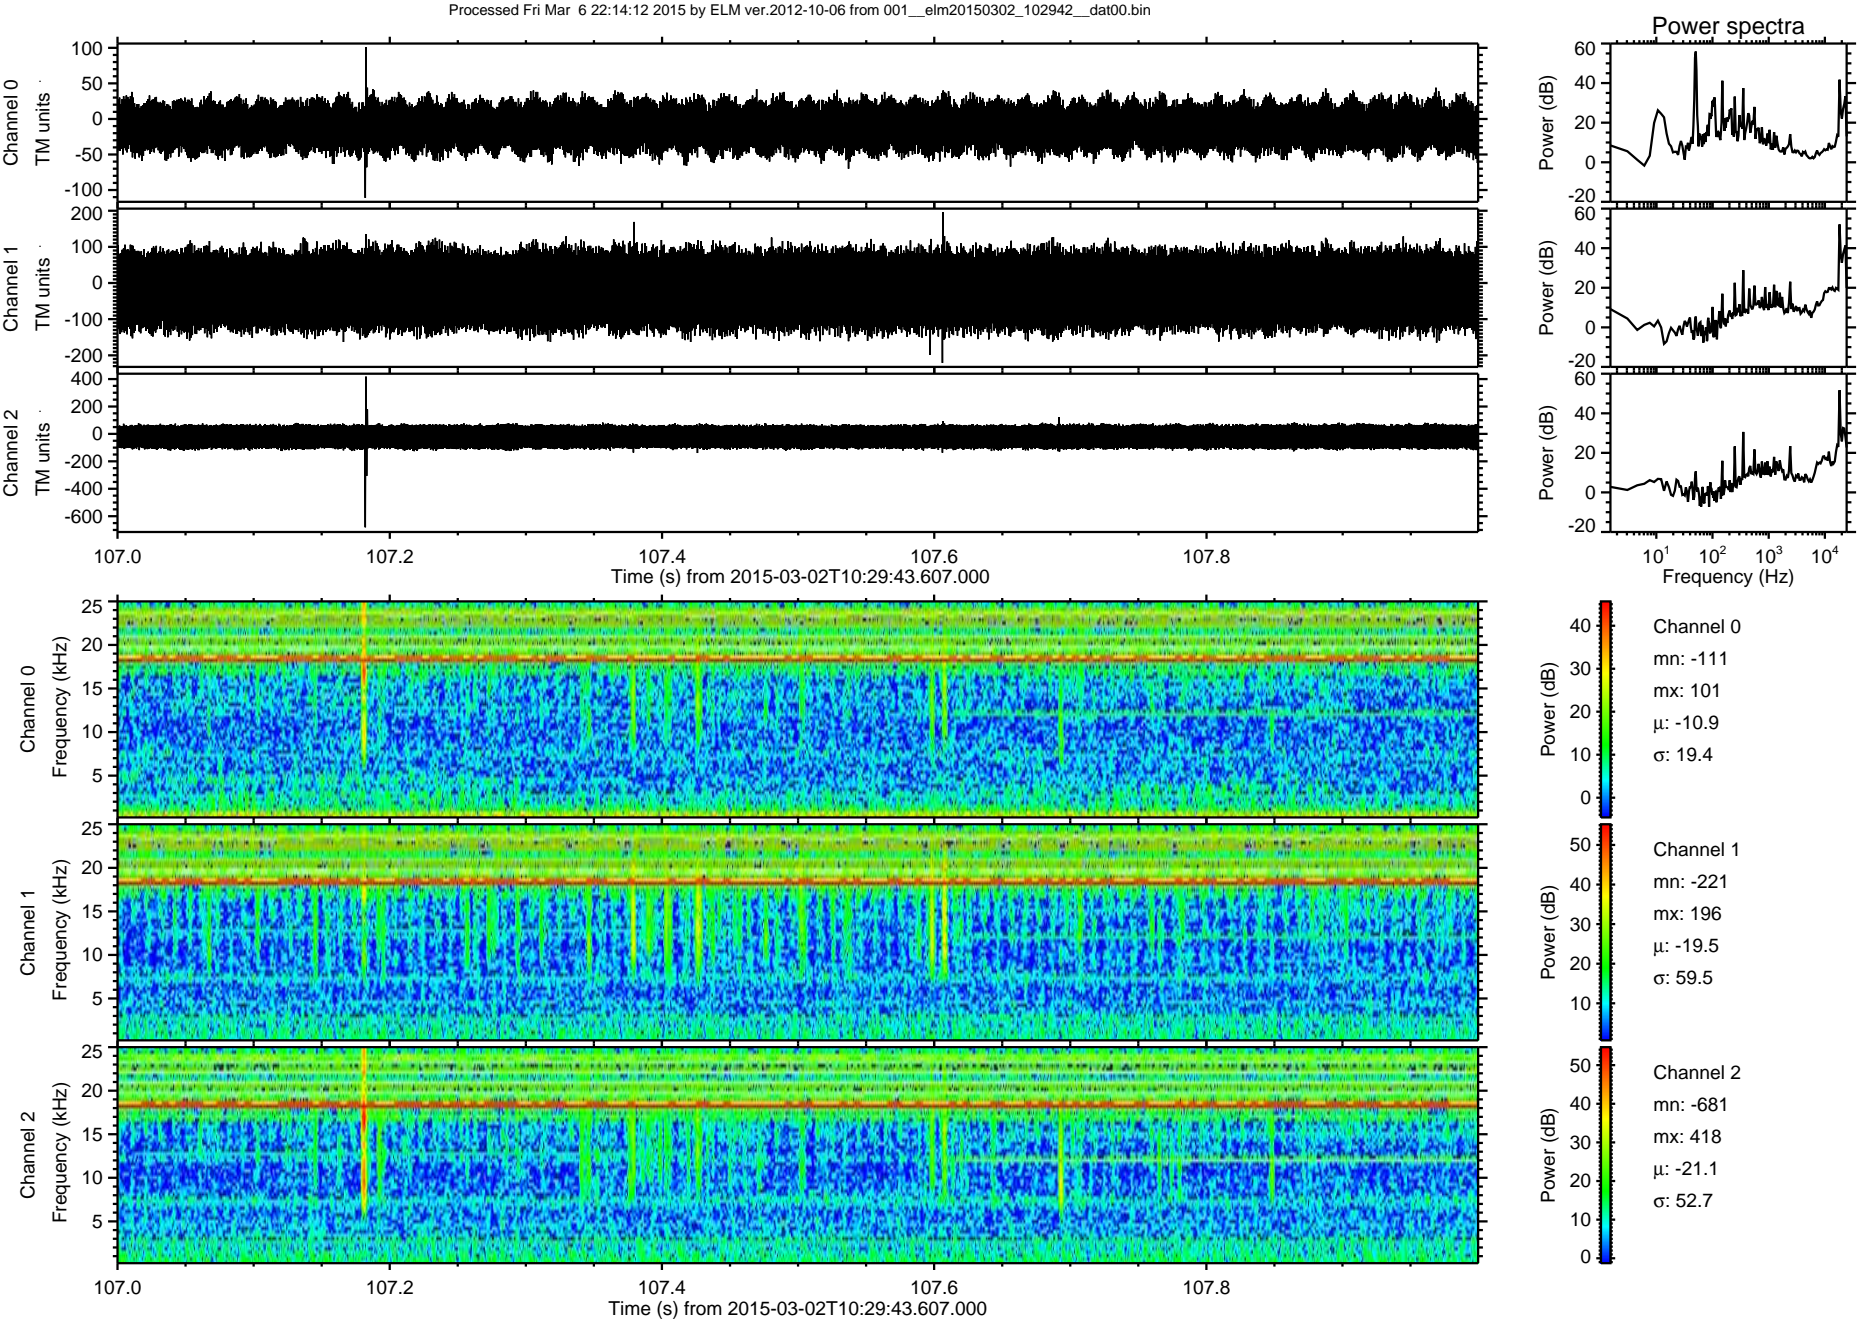 Processed Fri Mar  6 22:14:12 2015 by ELM ver.2012-10-06 from 001__elm20150302_102942__dat00.bin
Power spectra
Channel 0
TM units
100
50
0
-50
-100
Power (dB)
60
40
20
0
-20
Channel 1
TM units
200
100
0
-100
-200
Power (dB)
60
40
20
0
-20
Channel 2
TM units
400
200
0
-200
-400
-600
Power (dB)
60
40
20
0
-20
107.0 107.2 107.4 107.6 107.8
Time (s) from 2015-03-02T10:29:43.607.000
10^1 10^2 10^3 10^4
Frequency (Hz)
Channel 0
Frequency (kHz)
25
20
15
10
5
Power (dB)
40
30
20
10
0
Channel 0
mn: -111
mx: 101
μ: -10.9
σ: 19.4
Channel 1
Frequency (kHz)
25
20
15
10
5
Power (dB)
50
40
30
20
10
Channel 1
mn: -221
mx: 196
μ: -19.5
σ: 59.5
Channel 2
Frequency (kHz)
25
20
15
10
5
Power (dB)
50
40
30
20
10
0
Channel 2
mn: -681
mx: 418
μ: -21.1
σ: 52.7
107.0 107.2 107.4 107.6 107.8
Time (s) from 2015-03-02T10:29:43.607.000